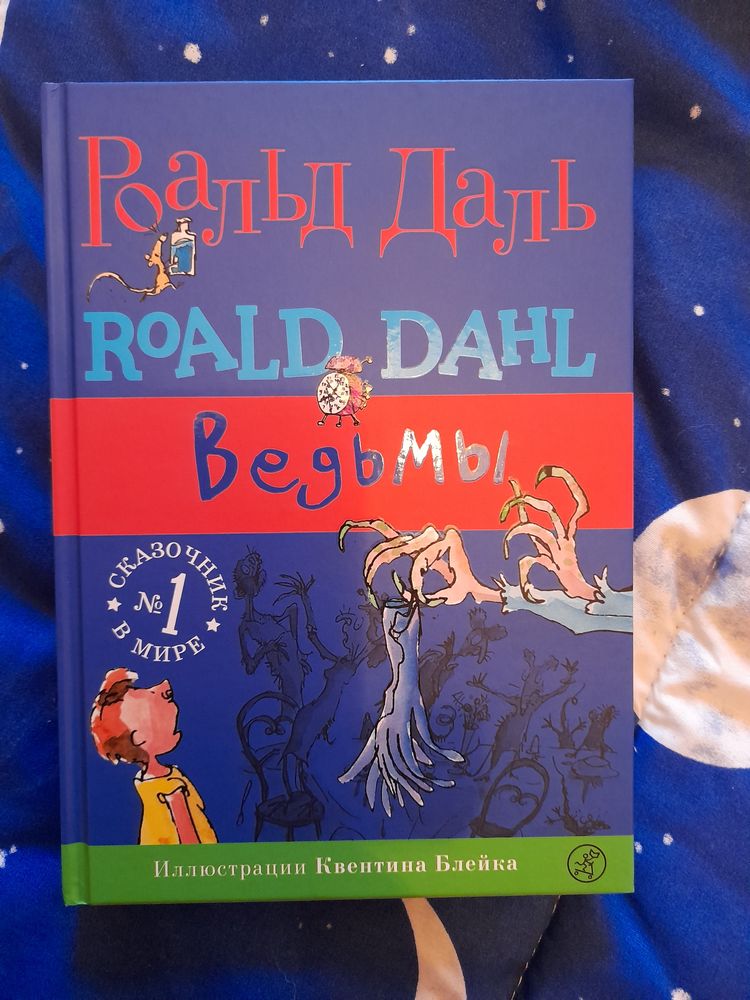 Роальд Даль
ROALD DAHL
Ведьмы
СКАЗОЧНИК
№1
В МИРЕ
Иллюстрации Квентина Блейка